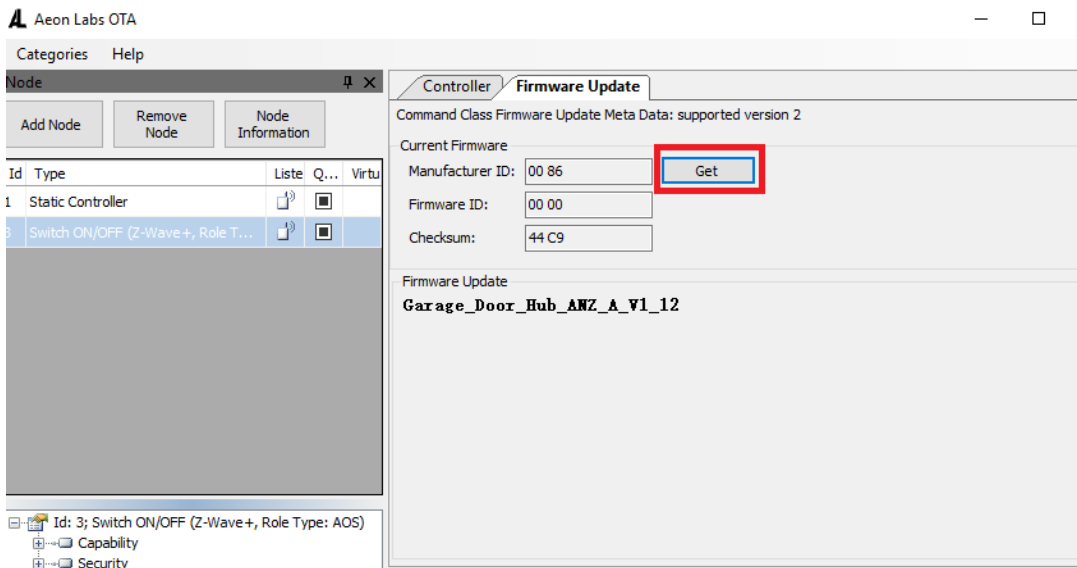 Aeon Labs OTA
Categories Help
Node
Add Node
Remove
Node
Node
Information
Id Type Liste Q... Virtu
1 Static Controller
3 Switch ON/OFF (Z-Wave+, Role T...
Id: 3; Switch ON/OFF (Z-Wave+, Role Type: AOS)
Capability
Security
Controller Firmware Update
Command Class Firmware Update Meta Data: supported version 2
Current Firmware
Manufacturer ID: 00 86 Get
Firmware ID: 00 00
Checksum: 44 C9
Firmware Update
Garage_Door_Hub_ANZ_A_V1_12